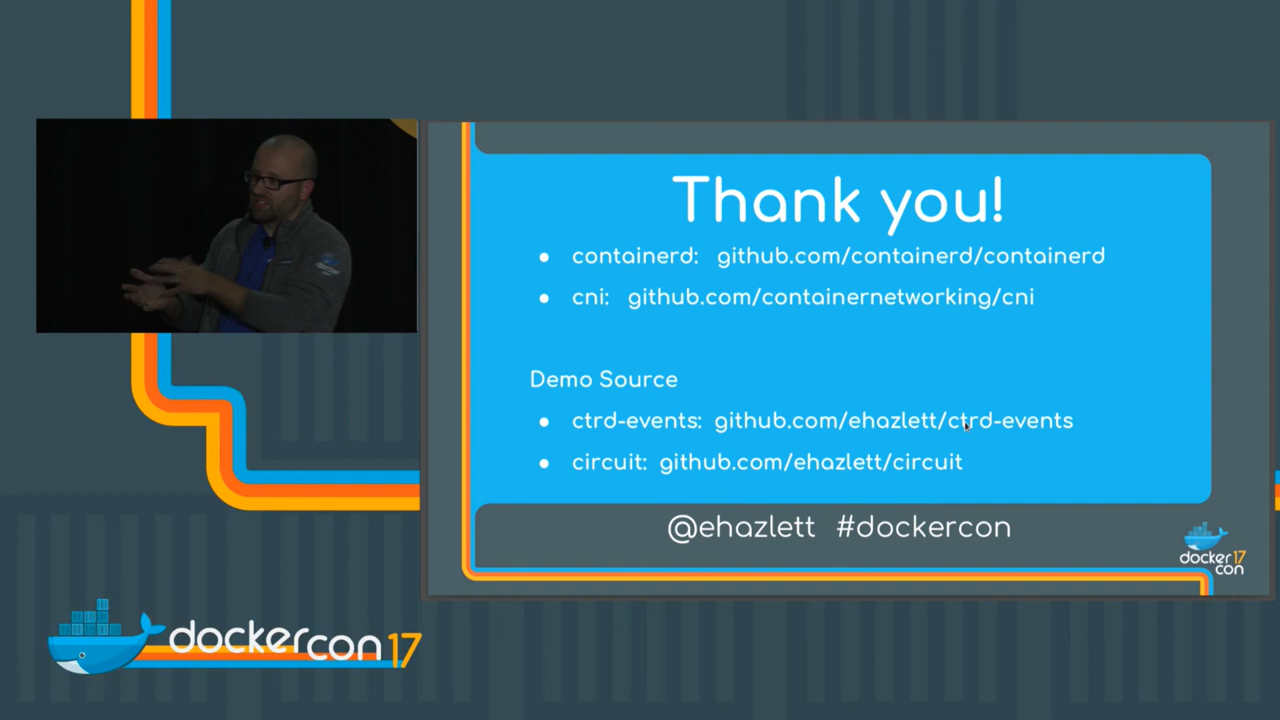 Thank you!
containerd: github.com/containerd/containerd
cni: github.com/containernetworking/cni
Demo Source
ctrd-events: github.com/ehazlett/ctrd-events
circuit: github.com/ehazlett/circuit
@ehazlett #dockercon
docker 17
con
dockercon 17